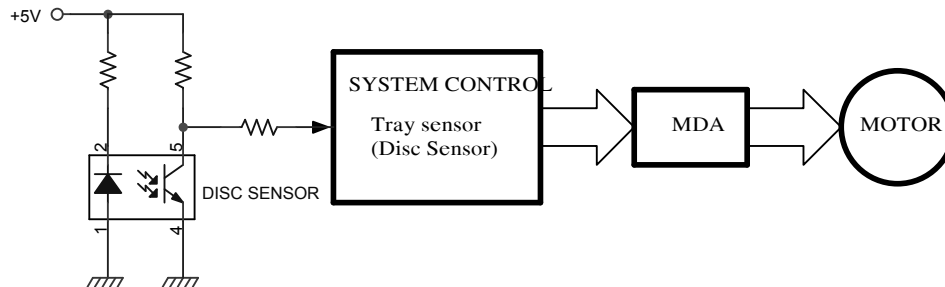 +5V
SYSTEM CONTROL
Tray sensor
(Disc Sensor)
MDA
MOTOR
2
5
DISC SENSOR
1
4